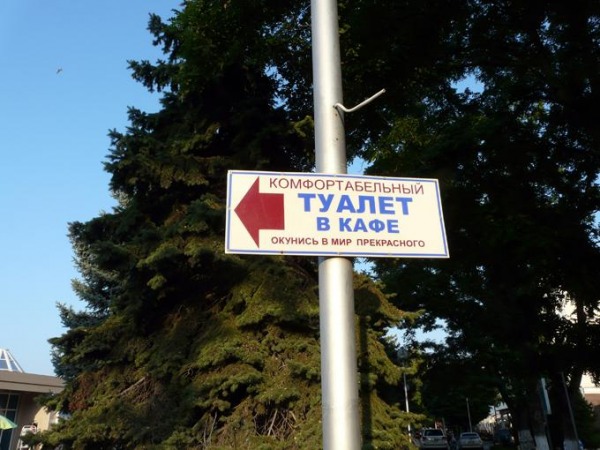 КОМФОРТАБЕЛЬНЫЙ
ТУАЛЕТ
В КАФЕ
ОКУНИСЬ В МИР ПРЕКРАСНОГО